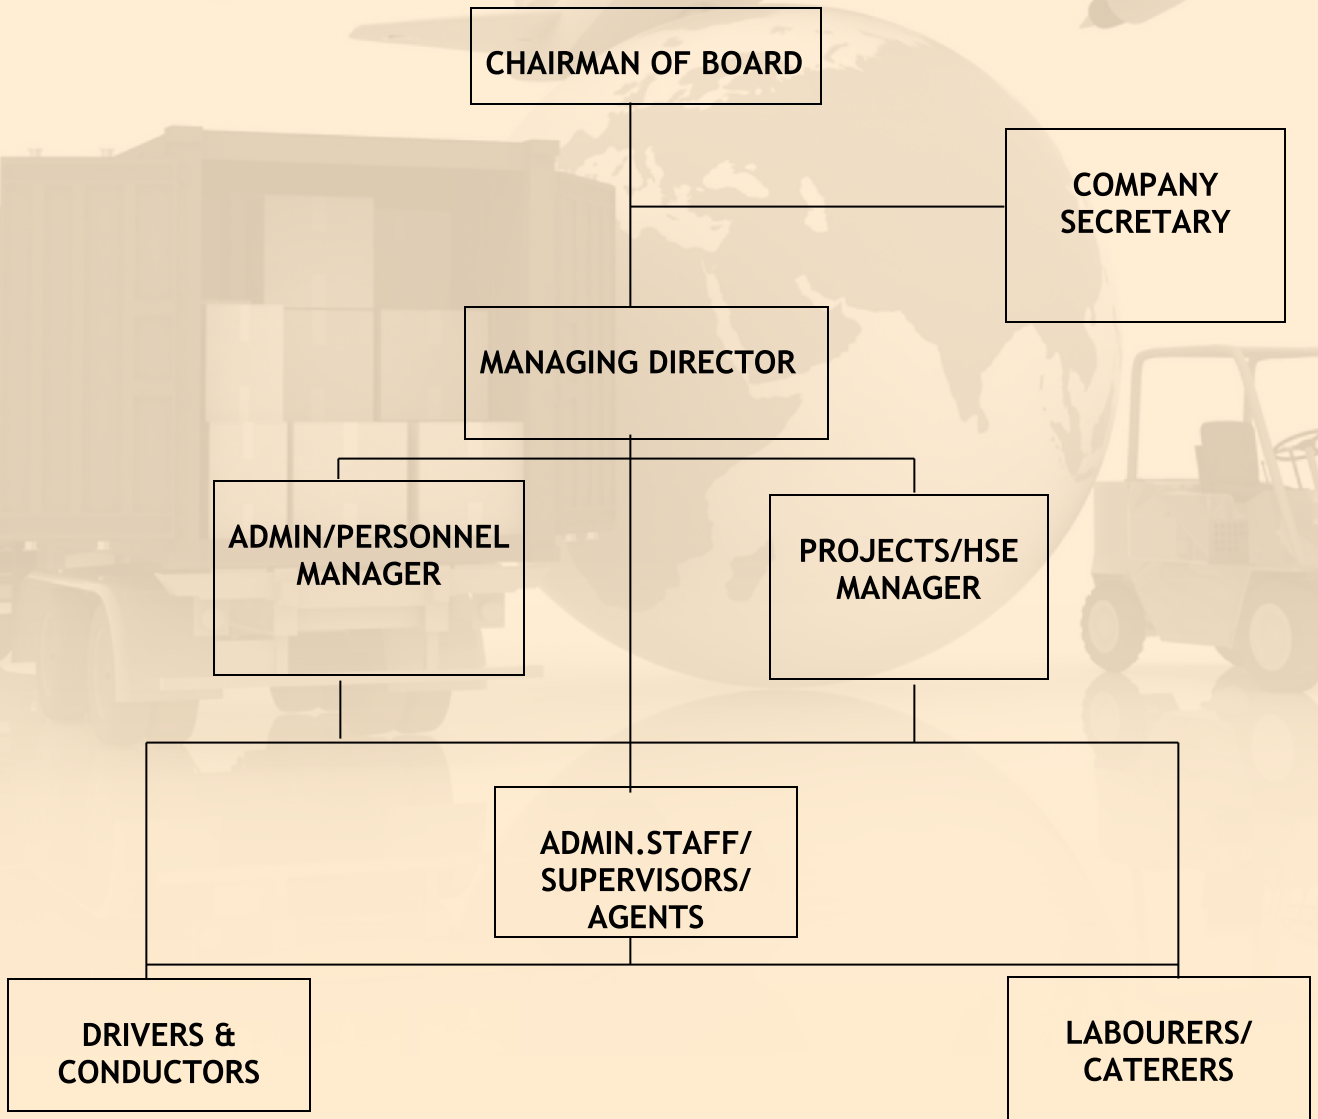 CHAIRMAN OF BOARD
COMPANY
SECRETARY
MANAGING DIRECTOR
ADMIN/PERSONNEL
MANAGER
PROJECTS/HSE
MANAGER
ADMIN.STAFF/
SUPERVISORS/
AGENTS
DRIVERS &
CONDUCTORS
LABOURERS/
CATERERS